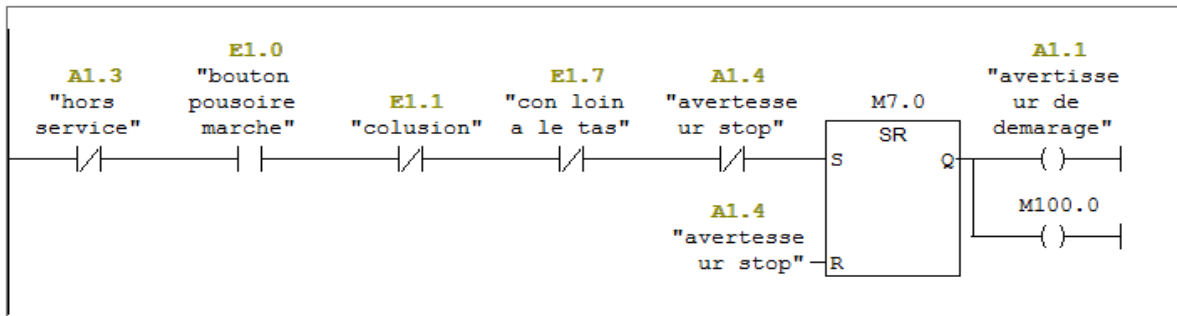 A1.3
"hors
service"
E1.0
"bouton
pousoire
marche"
E1.1
"colusion"
E1.7
"con loin
a le tas"
A1.4
"avertesse
ur stop"
M7.0
SR
S
Q
R
A1.4
"avertesse
ur stop"
A1.1
"avertisse
ur de
demarage"
M100.0